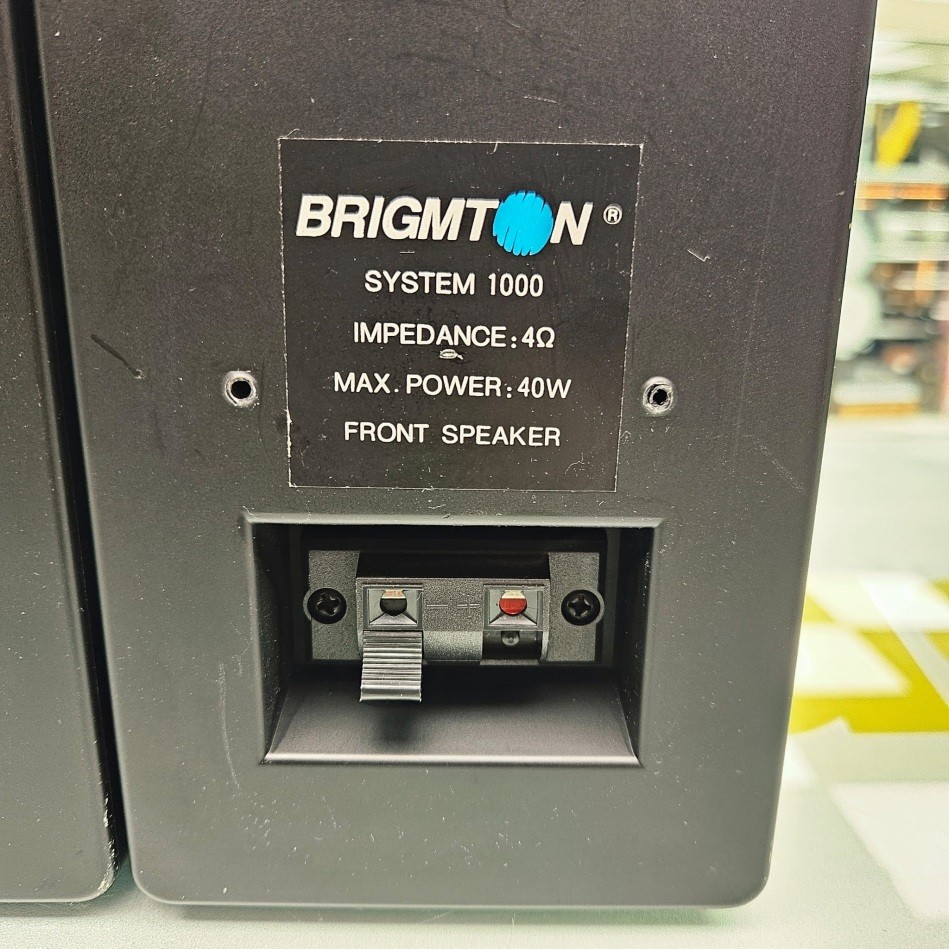 BRIGMTON ®
SYSTEM 1000
IMPEDANCE:4Ω
MAX. POWER:40W
FRONT SPEAKER
- +